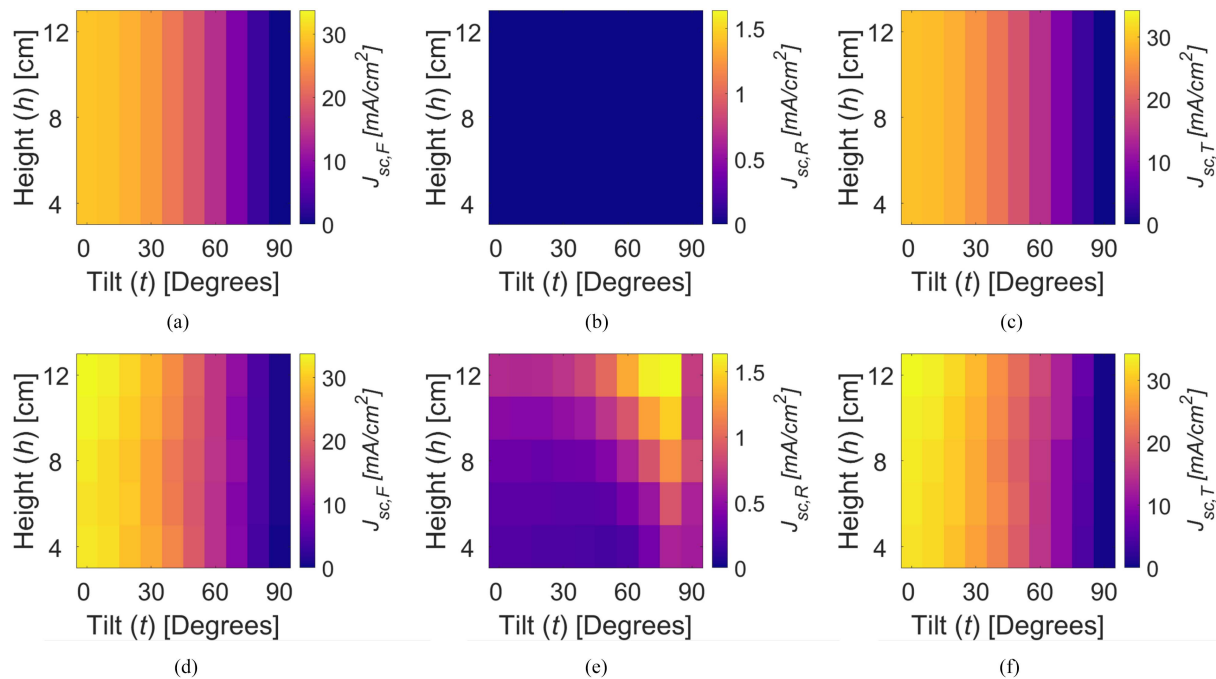 12
8
4
Height (h) [cm]
0 30 60 90
Tilt (t) [Degrees]
30
20
10
0
J_sc,F [mA/cm²]
(a)
12
8
4
Height (h) [cm]
0 30 60 90
Tilt (t) [Degrees]
1.5
1
0.5
0
J_sc,R [mA/cm²]
(b)
12
8
4
Height (h) [cm]
0 30 60 90
Tilt (t) [Degrees]
30
20
10
0
J_sc,T [mA/cm²]
(c)
12
8
4
Height (h) [cm]
0 30 60 90
Tilt (t) [Degrees]
30
20
10
0
J_sc,F [mA/cm²]
(d)
12
8
4
Height (h) [cm]
0 30 60 90
Tilt (t) [Degrees]
1.5
1
0.5
0
J_sc,R [mA/cm²]
(e)
12
8
4
Height (h) [cm]
0 30 60 90
Tilt (t) [Degrees]
30
20
10
0
J_sc,T [mA/cm²]
(f)